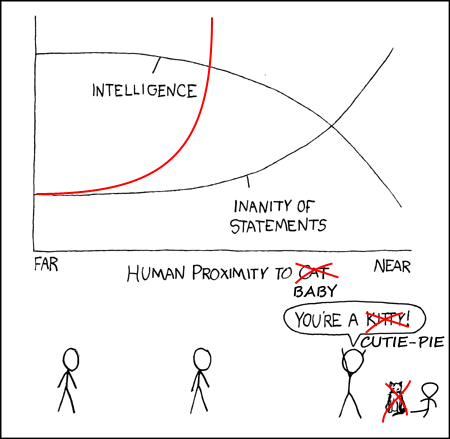 INTELLIGENCE
INANITY OF
STATEMENTS
FAR
HUMAN PROXIMITY TO CAT
NEAR
BABY
YOU'RE A KITTY!
CUTIE-PIE